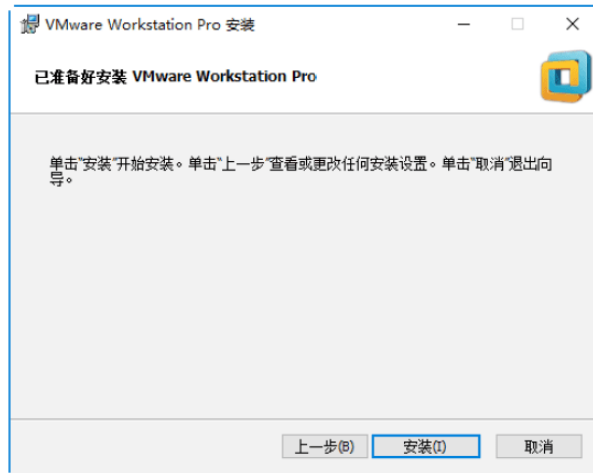 VMware Workstation Pro 安装
已准备好安装 VMware Workstation Pro
单击"安装"开始安装。单击"上一步"查看或更改任何安装设置。单击"取消"退出向
导。
上一步(B) 安装(I) 取消